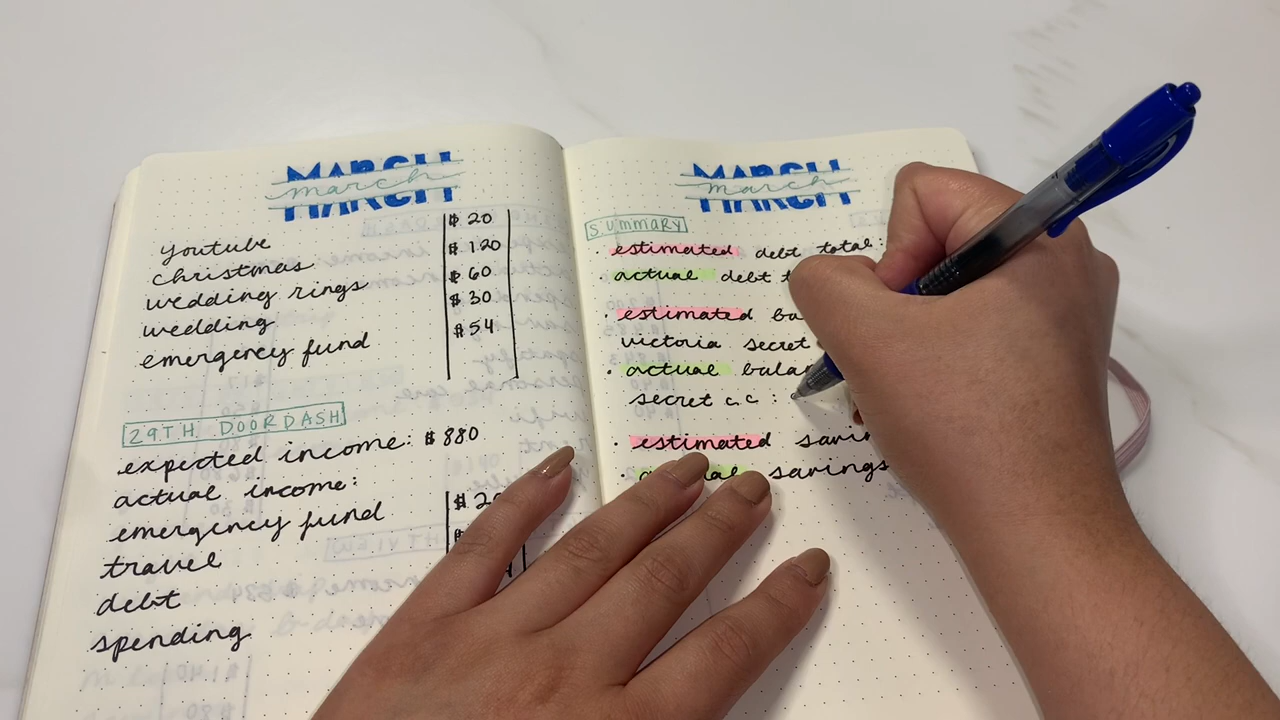 MARCH
march
youtube $20
christmas $120
wedding rings $60
wedding $30
emergency fund $54
29TH DOORDASH
expected income: $880
actual income:
emergency fund
travel
debt
spending
MARCH
march
SUMMARY
· estimated debt total:
· actual debt
· estimated
victoria secret
· actual
secret cc:
· estimated
· actual savings